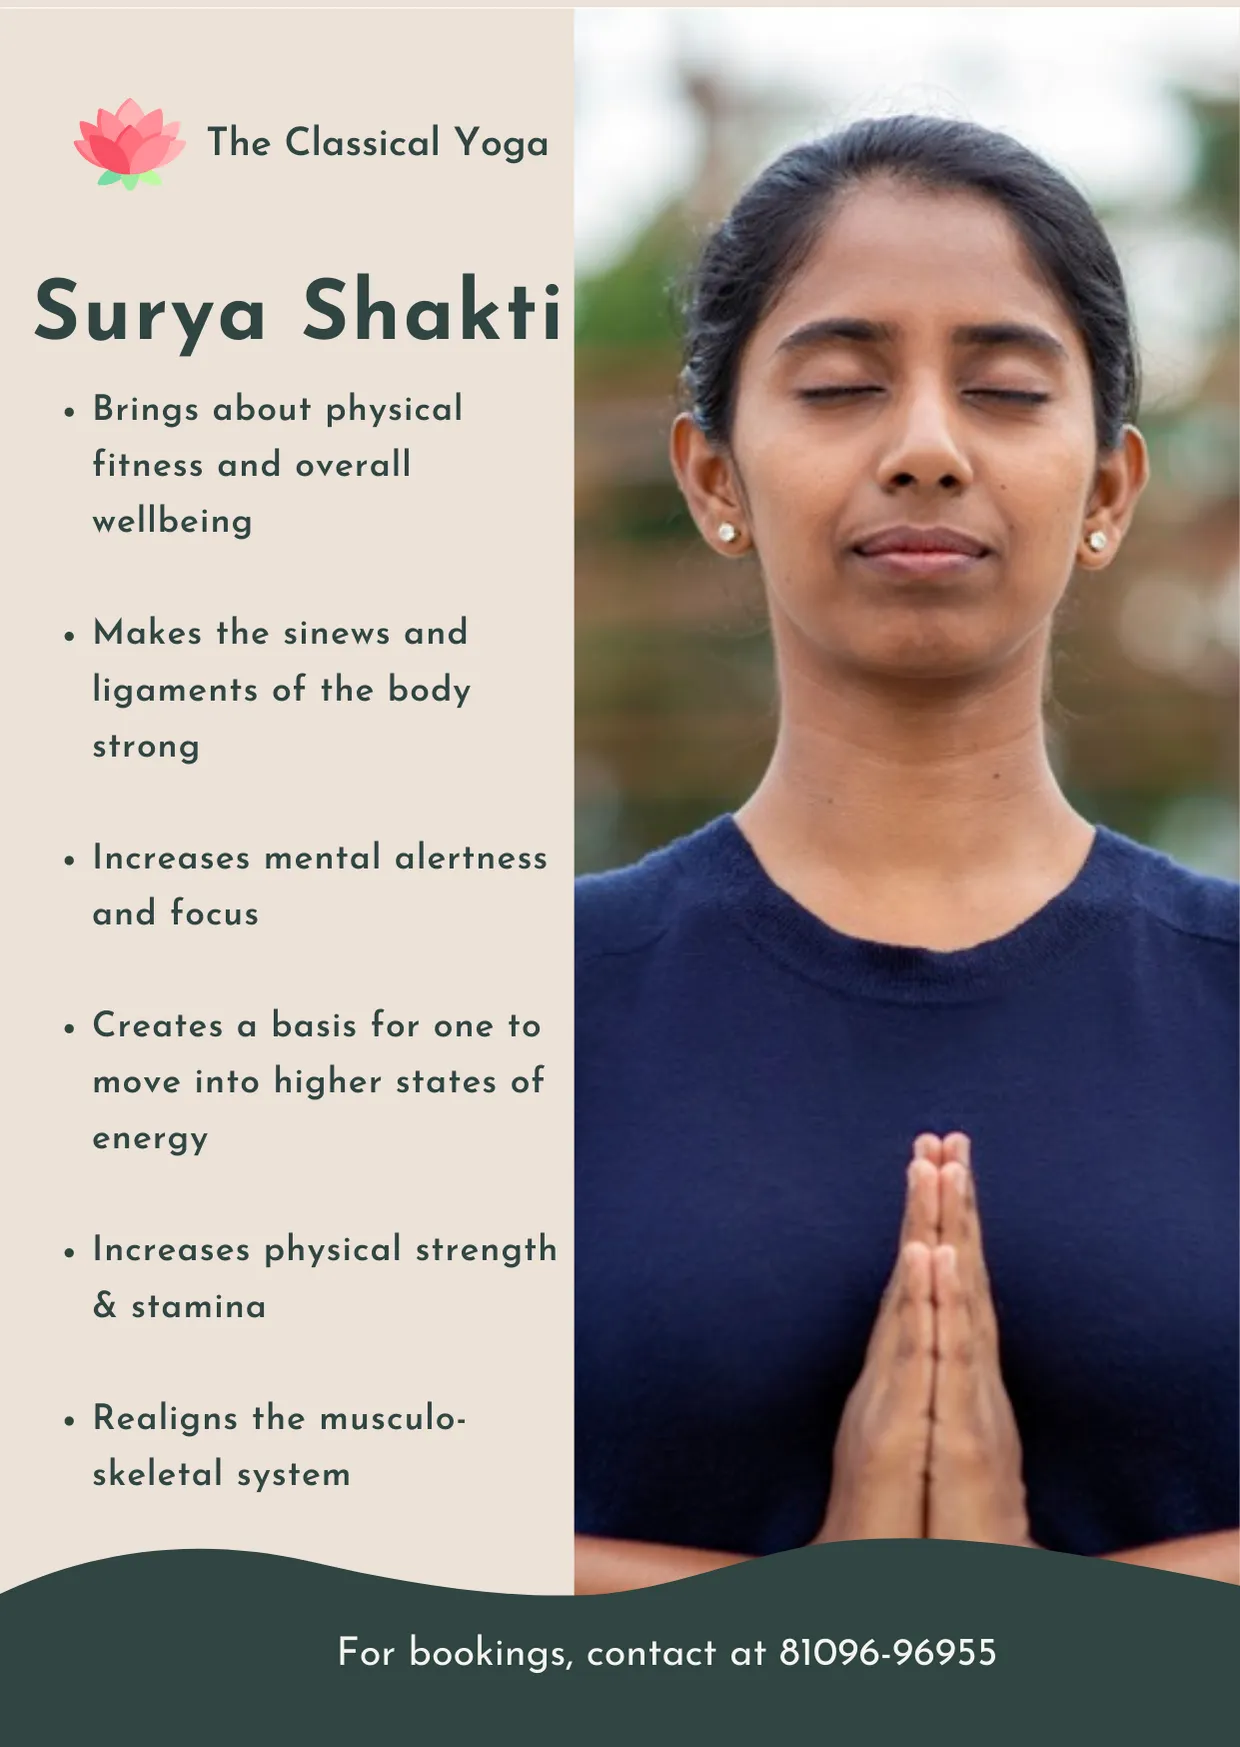 The Classical Yoga
Surya Shakti
• Brings about physical
fitness and overall
wellbeing
• Makes the sinews and
ligaments of the body
strong
• Increases mental alertness
and focus
• Creates a basis for one to
move into higher states of
energy
• Increases physical strength
& stamina
• Realigns the musculo-
skeletal system
For bookings, contact at 81096-96955